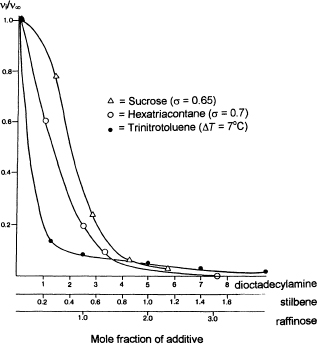 v/v∞
1.0
0.8
0.6
0.4
0.2
△ = Sucrose (σ = 0.65)
○ = Hexatriacontane (σ = 0.7)
● = Trinitrotoluene (ΔT = 7°C)
1 2 3 4 5 6 7 8 dioctadecylamine
0.2 0.4 0.6 0.8 1.0 1.2 1.4 1.6 stilbene
1.0 2.0 3.0 raffinose
Mole fraction of additive